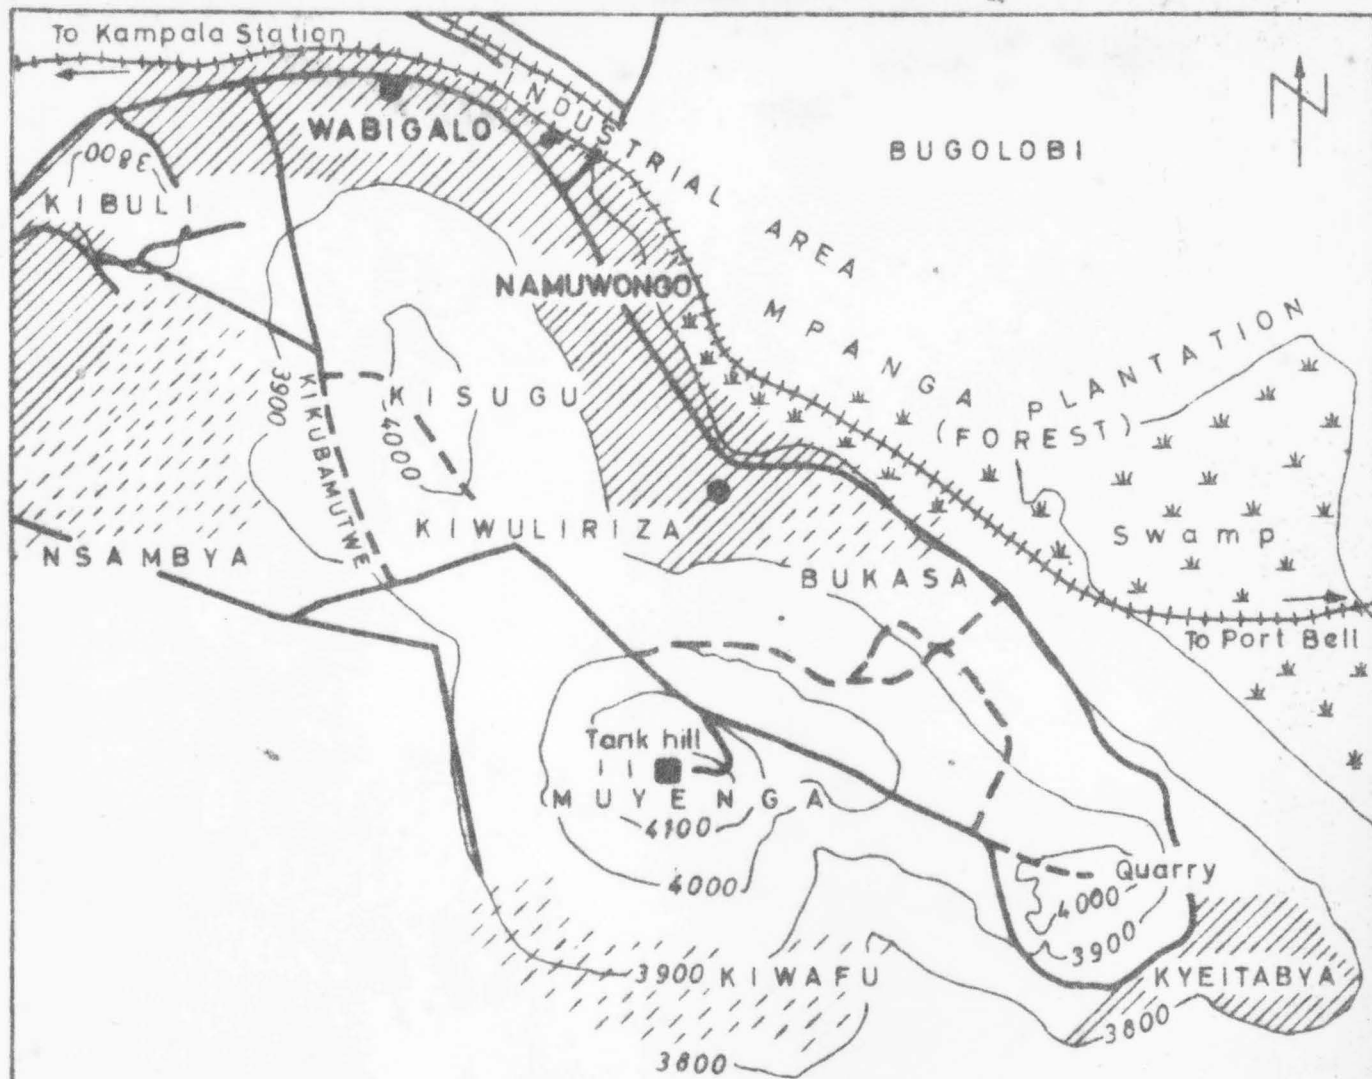 To Kampala Station
INDUSTRIAL AREA
WABIGALO
BUGOLOBI
N
3800
KIBULI
NAMUWONGO
MPANGA
PLANTATION
(FOREST)
3900
KISUGU
4000
KIKUBAMUTWE
KIWULIRIZA
Swamp
NSAMBYA
BUKASA
To Port Bell
Tank hill
(MUYENGA
4100
4000
Quarry
4000
3900
3900
KIWAFU
KYEITABYA
3800
3800